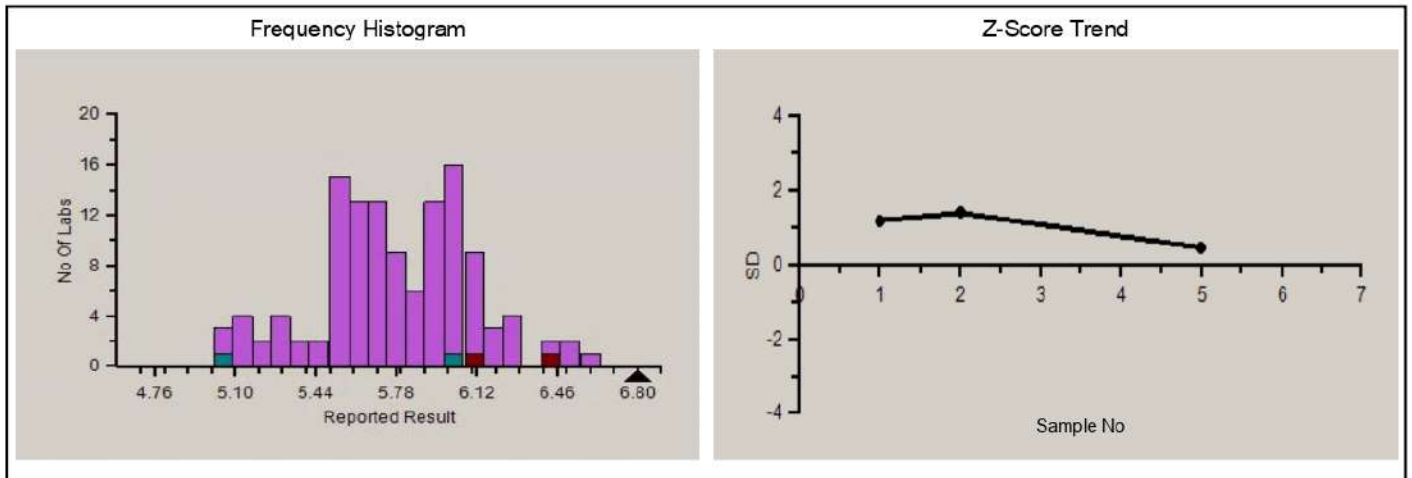 Frequency Histogram
20
16
12
8
4
0
No Of Labs
4.76 5.10 5.44 5.78 6.12 6.46 6.80
Reported Result
Z-Score Trend
4
2
0
-2
-4
SD
0 1 2 3 4 5 6 7
Sample No